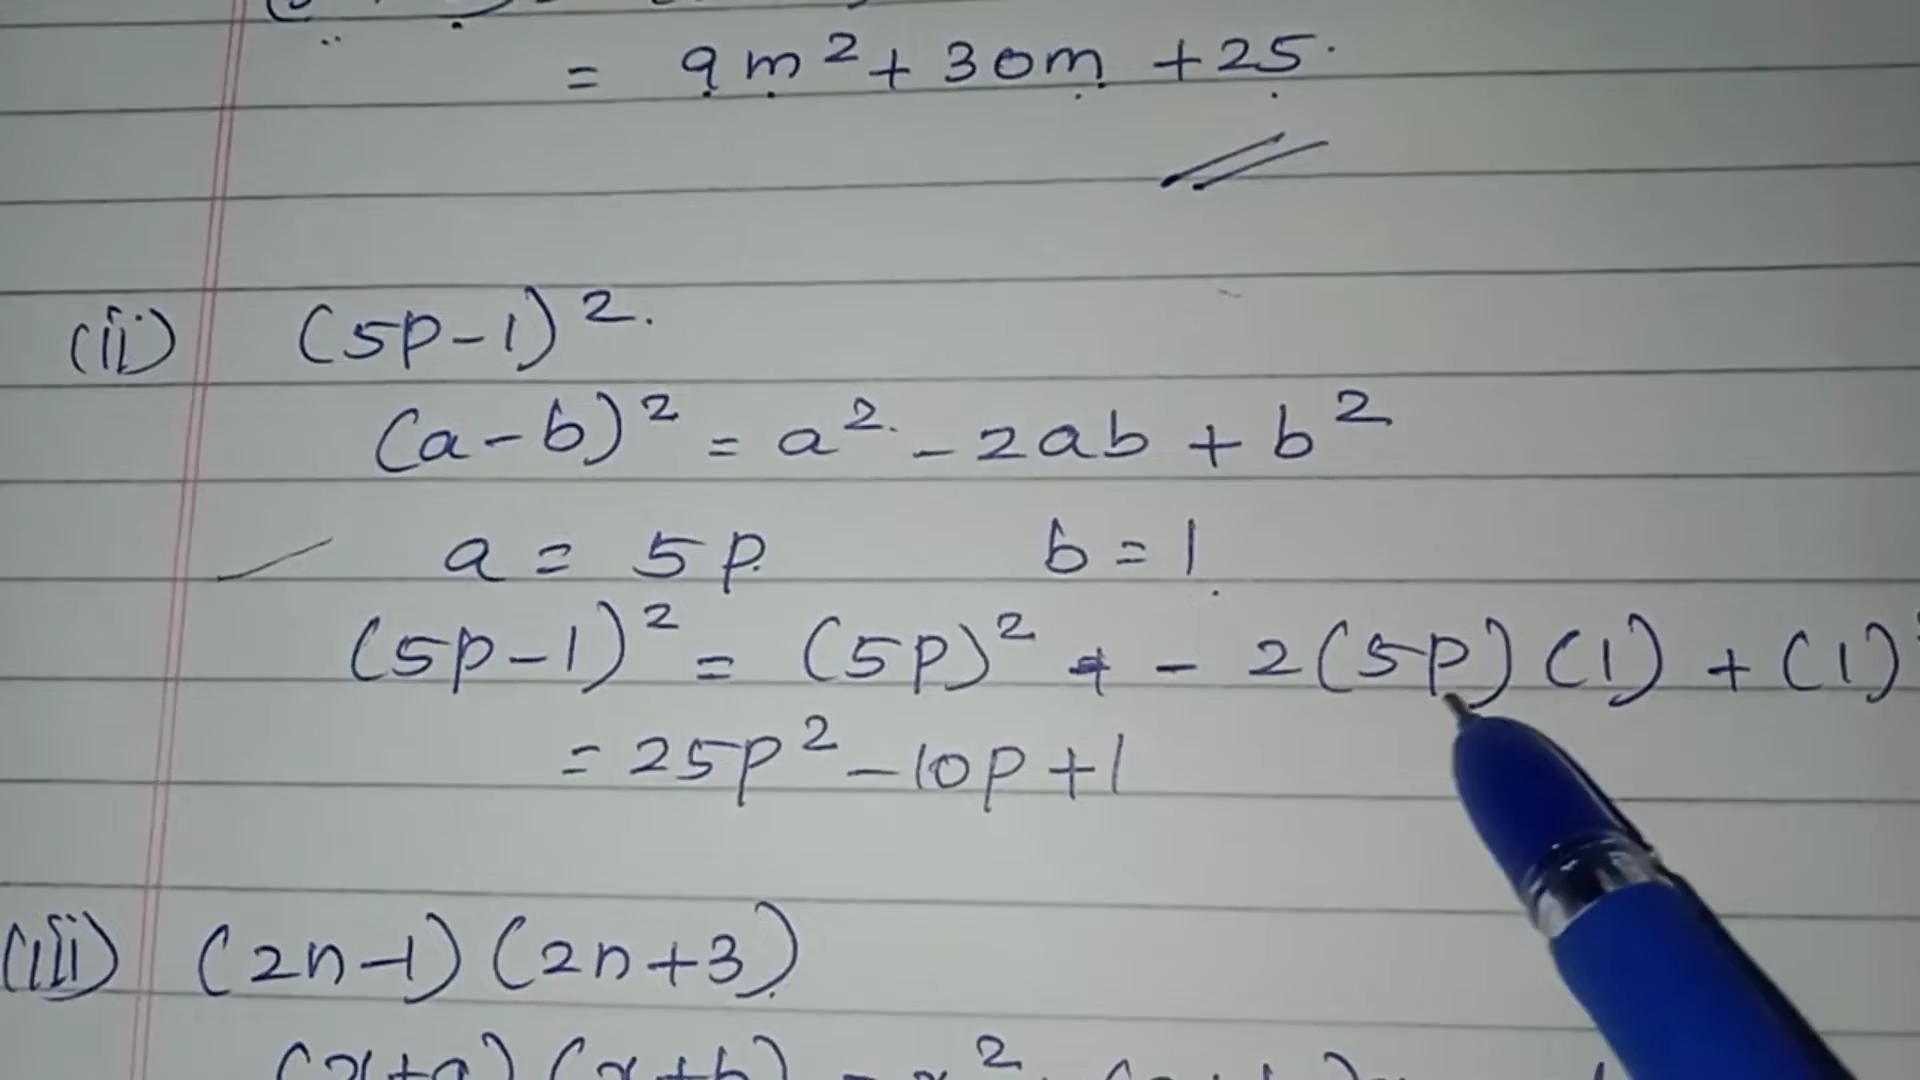 = 9m² + 30m + 25.
(ii) (5p-1)².
(a-b)² = a² - 2ab + b²
a = 5p b = 1
(5p-1)² = (5p)² - 2(5p)(1) + (1)
= 25p² - 10p + 1
(iii) (2n-1)(2n+3)
(x+a)(x+b) = x²